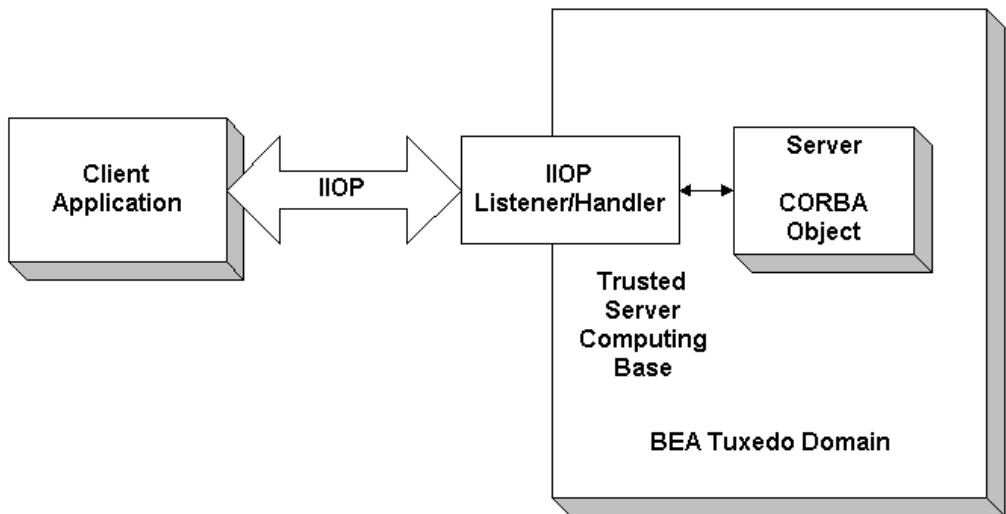 Client
Application
IIOP
IIOP
Listener/Handler
Server
CORBA
Object
Trusted
Server
Computing
Base
BEA Tuxedo Domain